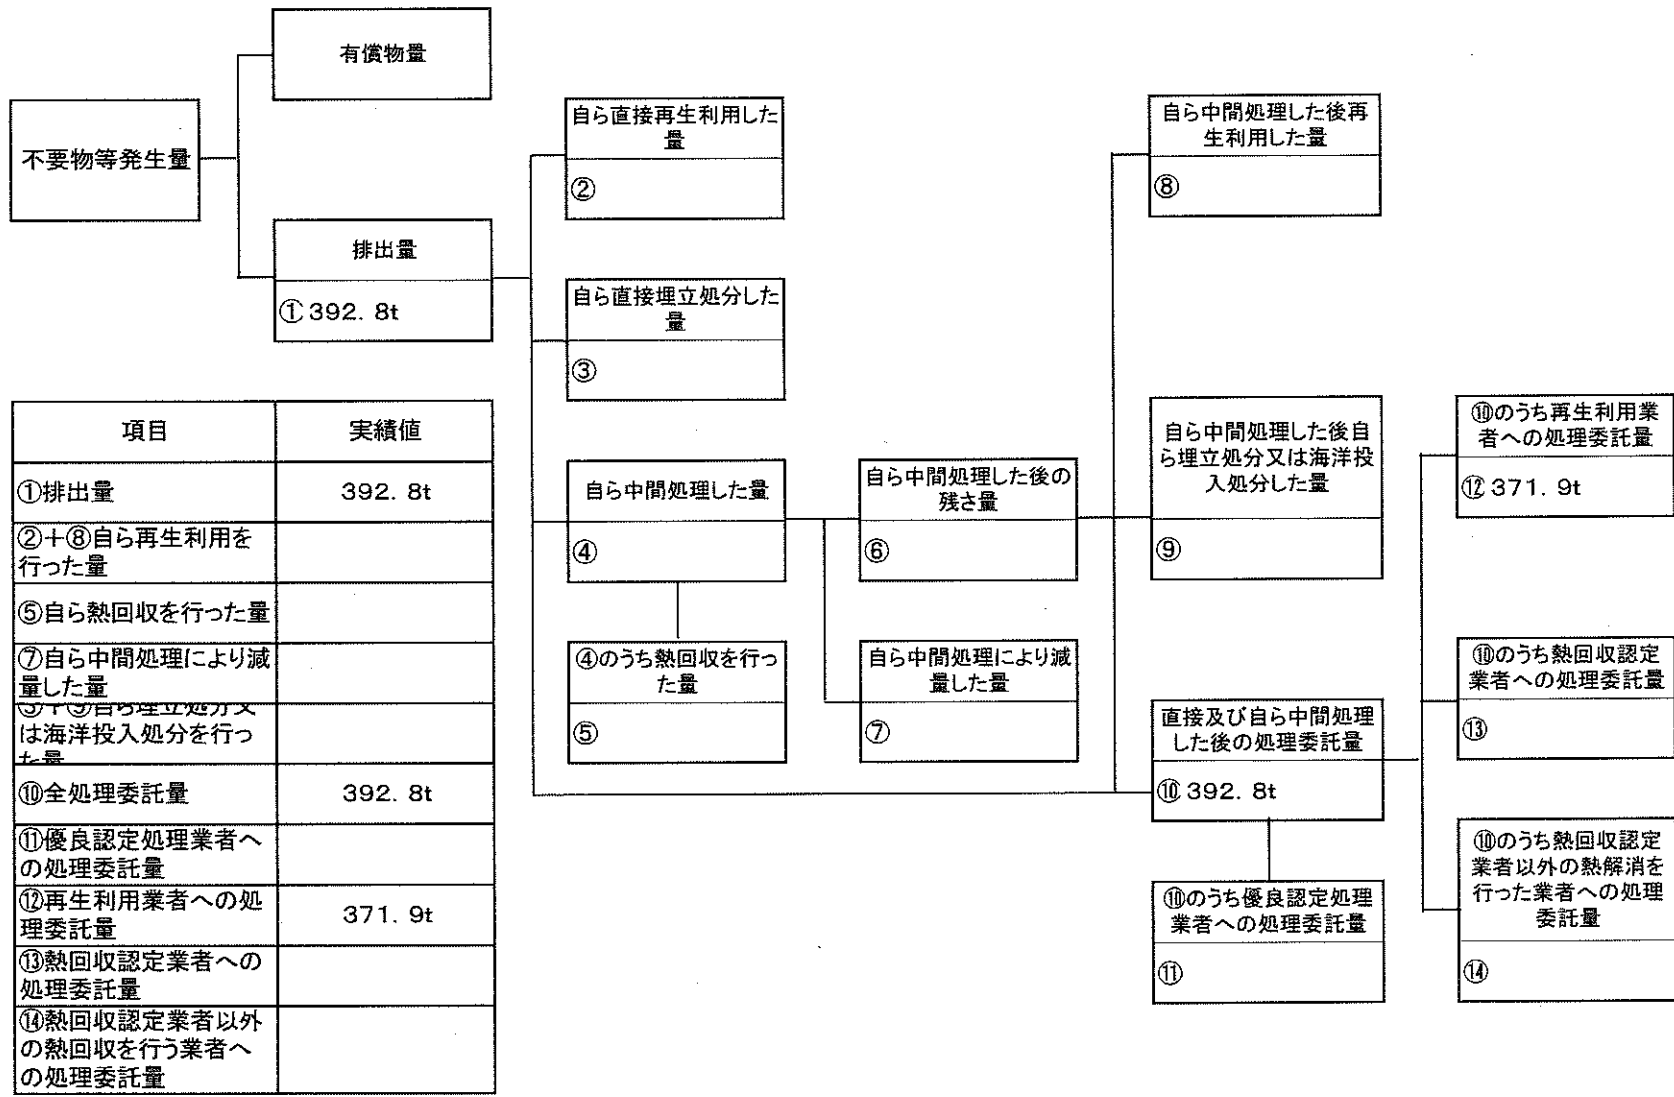 有償物量
不要物等発生量
排出量
① 392. 8t
自ら直接再生利用した
量
②
自ら直接埋立処分した
量
③
自ら中間処理した量
④
④のうち熱回収を行っ
た量
⑤
自ら中間処理した後の
残さ量
⑥
自ら中間処理により減
量した量
⑦
自ら中間処理した後再
生利用した量
⑧
自ら中間処理した後自
ら埋立処分又は海洋投
入処分した量
⑨
直接及び自ら中間処理
した後の処理委託量
⑩ 392. 8t
⑩のうち優良認定処理
業者への処理委託量
⑪
⑩のうち再生利用業
者への処理委託量
⑫ 371. 9t
⑩のうち熱回収認定
業者への処理委託量
⑬
⑩のうち熱回収認定
業者以外の熱解消を
行った業者への処理
委託量
⑭
項目 実績値
①排出量 392. 8t
②+⑧自ら再生利用を
行った量
⑤自ら熱回収を行った量
⑦自ら中間処理により減
量した量
③+⑨自ら埋立処分又
は海洋投入処分を行っ
た量
⑩全処理委託量 392. 8t
⑪優良認定処理業者へ
の処理委託量
⑫再生利用業者への処
理委託量 371. 9t
⑬熱回収認定業者への
処理委託量
⑭熱回収認定業者以外
の熱回収を行う業者へ
の処理委託量